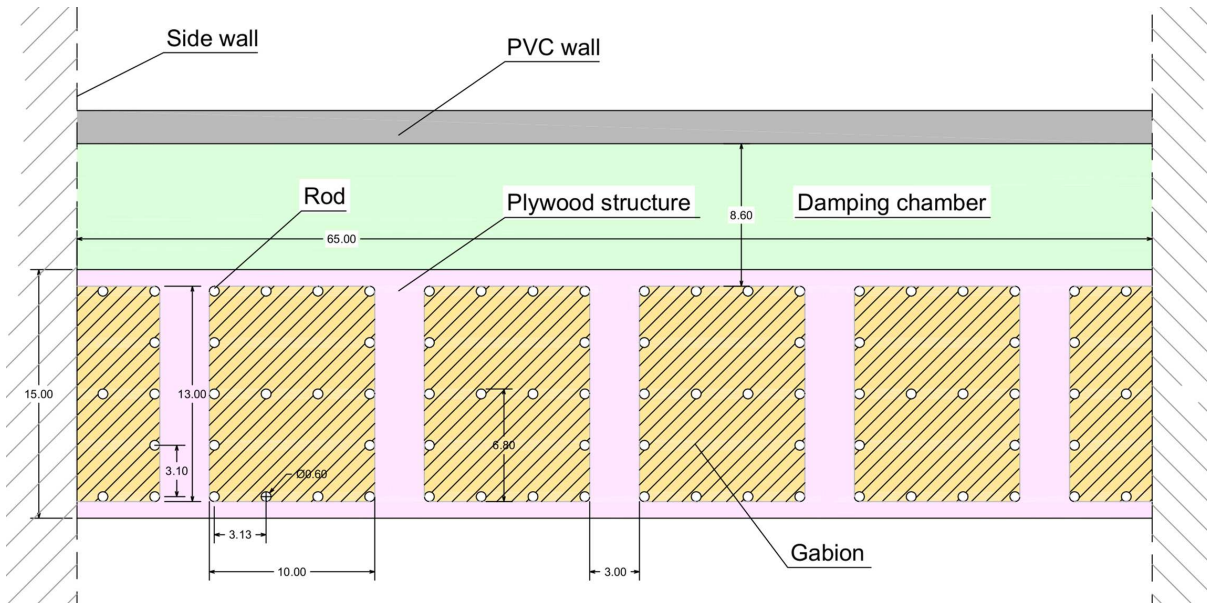 Side wall
PVC wall
Rod
Plywood structure
8.60
Damping chamber
65.00
15.00
13.00
6.80
3.10
Ø0.60
3.13
Gabion
10.00
3.00